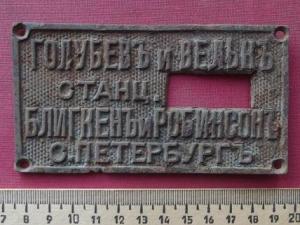 ГОЛУБЕВЪ и ВЕЛЬКЪ
СТАНЦ.
БЛИГКЕНЪ и РОБИНСОНЪ
С. ПЕТЕРБУРГЪ
7 8 9 10 11 12 13 14 15 16 17 18 19 20